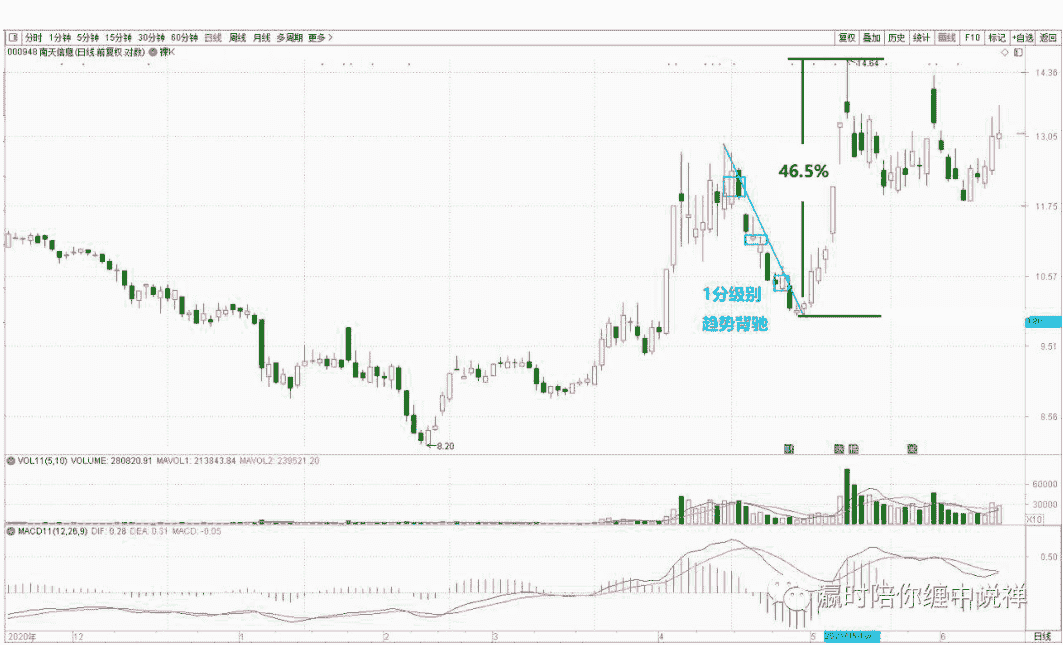 分时 1分钟 5分钟 15分钟 30分钟 60分钟 日线 周线 月线 多周期 更多>
复权 叠加 历史 统计 画线 F10 标记 +自选 返回
000948 南天信息(日线.前复权.对数) 裸K
14.64
14.36
13.05
46.5%
11.75
10.57
1分级别
趋势背驰
9.51
8.58
8.20
VOL11(5,10) VOLUME: 280820.91 MAVOL1: 213843.84 MAVOL2: 239521.20
60000
30000
X10
MACD11(12,26,9) DIF: 0.28 DEA: 0.31 MACD: -0.05
0.50
瀛时陪你缠中说禅
2020年 12 1 2 3 4 5 6 日线